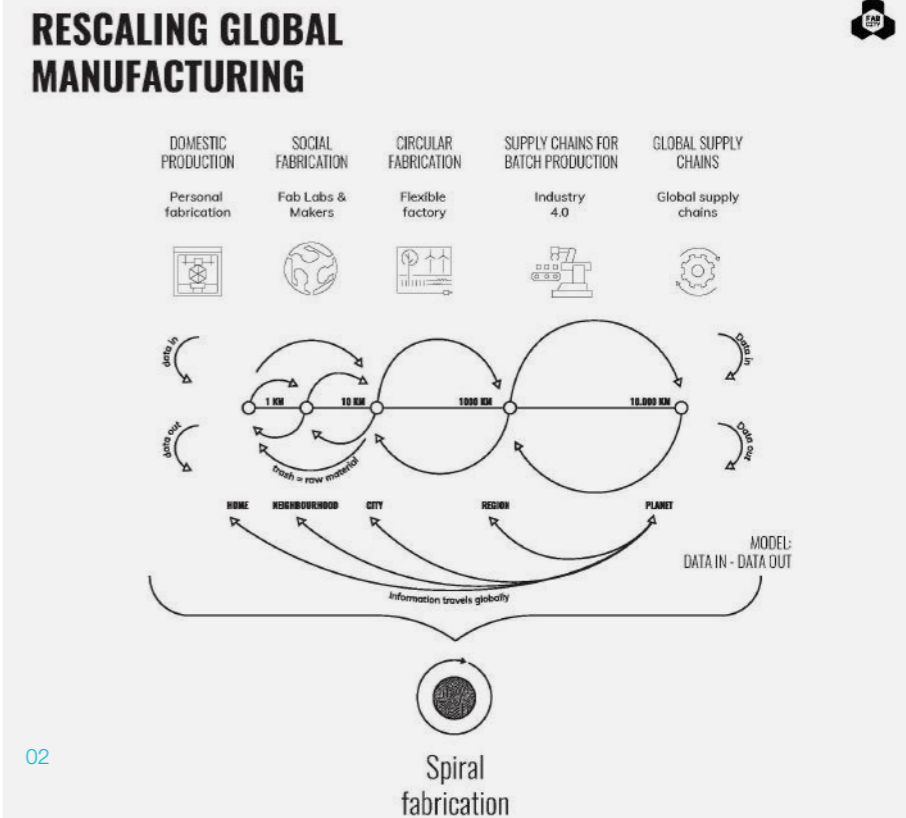 RESCALING GLOBAL
MANUFACTURING
FAB
CITY
DOMESTIC
PRODUCTION
SOCIAL
FABRICATION
CIRCULAR
FABRICATION
SUPPLY CHAINS FOR
BATCH PRODUCTION
GLOBAL SUPPLY
CHAINS
Personal
fabrication
Fab Labs &
Makers
Flexible
factory
Industry
4.0
Global supply
chains
data in
Data in
1 KM
10 KM
1000 KM
10.000 KM
data out
Data out
trash = raw material
HOME
NEIGHBOURHOOD
CITY
REGION
PLANET
MODEL:
DATA IN - DATA OUT
Information travels globally
02
Spiral
fabrication